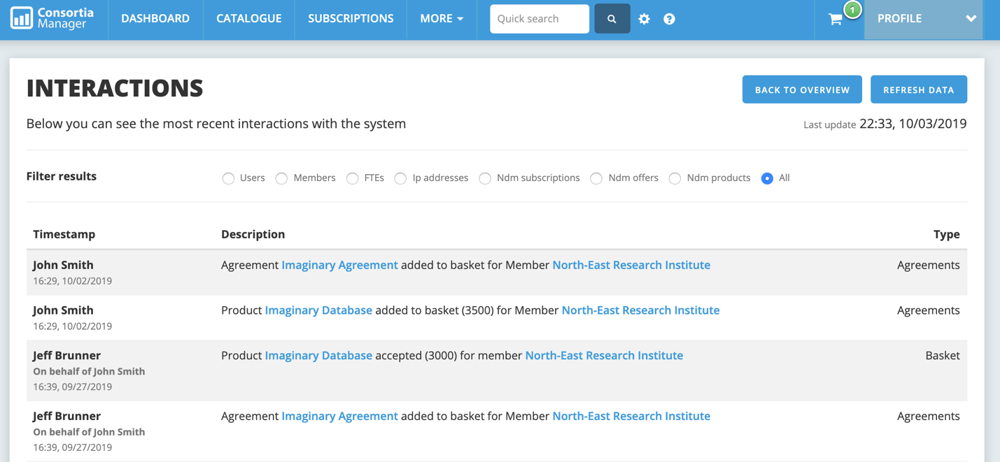 Consortia
Manager
DASHBOARD CATALOGUE SUBSCRIPTIONS MORE Quick search ? 1 PROFILE
INTERACTIONS
BACK TO OVERVIEW REFRESH DATA
Below you can see the most recent interactions with the system
Last update 22:33, 10/03/2019
Filter results Users Members FTEs Ip addresses Ndm subscriptions Ndm offers Ndm products All
Timestamp Description Type
John Smith Agreement Imaginary Agreement added to basket for Member North-East Research Institute Agreements
16:29, 10/02/2019
John Smith Product Imaginary Database added to basket (3500) for Member North-East Research Institute Agreements
16:29, 10/02/2019
Jeff Brunner Product Imaginary Database accepted (3000) for member North-East Research Institute Basket
On behalf of John Smith
16:39, 09/27/2019
Jeff Brunner Agreement Imaginary Agreement added to basket for Member North-East Research Institute Agreements
On behalf of John Smith
16:39, 09/27/2019